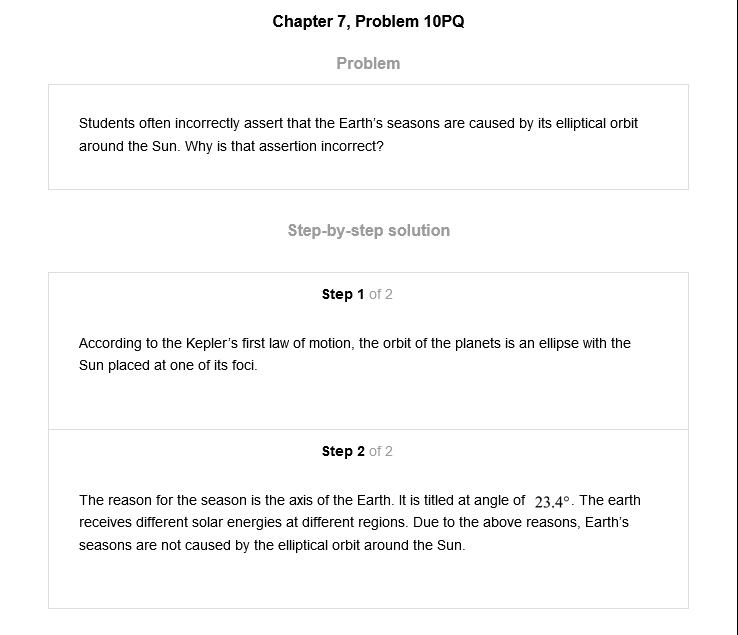 Chapter 7, Problem 10PQ
Problem
Students often incorrectly assert that the Earth's seasons are caused by its elliptical orbit
around the Sun. Why is that assertion incorrect?
Step-by-step solution
Step 1 of 2
According to the Kepler's first law of motion, the orbit of the planets is an ellipse with the
Sun placed at one of its foci.
Step 2 of 2
The reason for the season is the axis of the Earth. It is titled at angle of 23.4°. The earth
receives different solar energies at different regions. Due to the above reasons, Earth's
seasons are not caused by the elliptical orbit around the Sun.